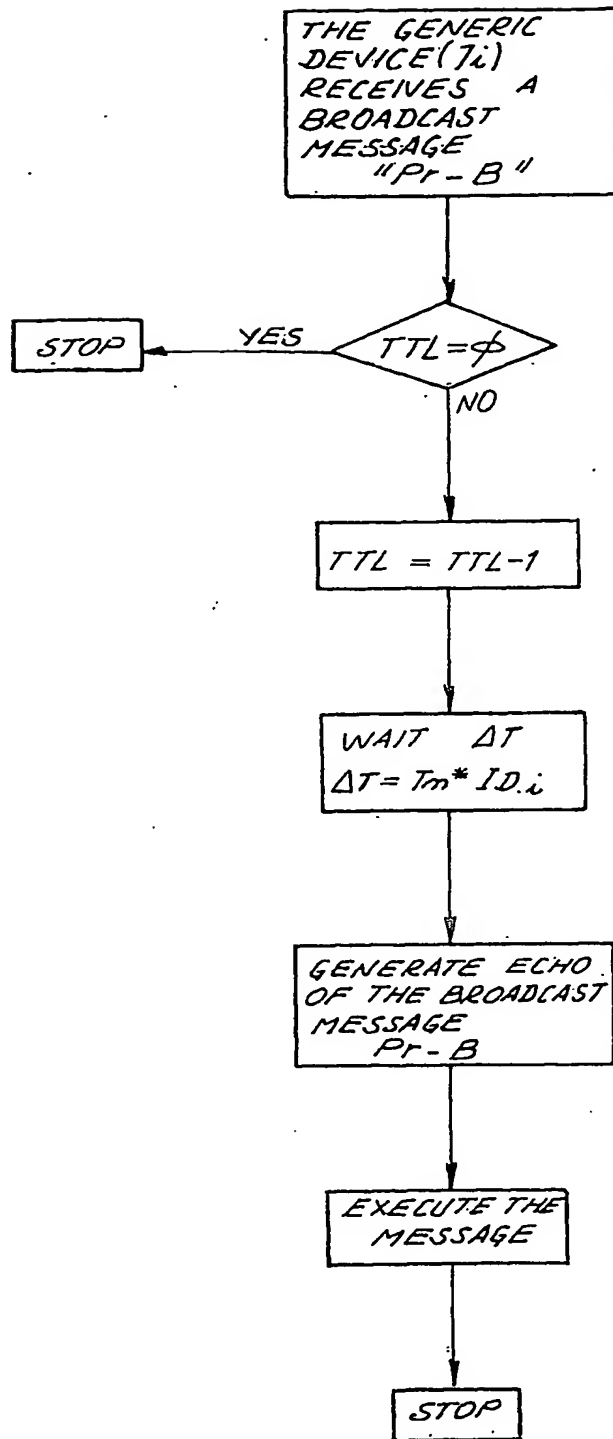 THE GENERIC
DEVICE (7i)
RECEIVES A
BROADCAST
MESSAGE
"Pr-B"
TTL=φ
YES
STOP
NO
TTL = TTL-1
WAIT ΔT
ΔT = Tm* ID.i
GENERATE ECHO
OF THE BROADCAST
MESSAGE
Pr-B
EXECUTE THE
MESSAGE
STOP